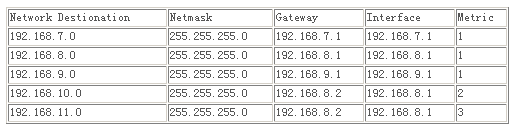 Network Destionation Netmask Gateway Interface Metric
192.168.7.0 255.255.255.0 192.168.7.1 192.168.7.1 1
192.168.8.0 255.255.255.0 192.168.8.1 192.168.8.1 1
192.168.9.0 255.255.255.0 192.168.9.1 192.168.9.1 1
192.168.10.0 255.255.255.0 192.168.8.2 192.168.8.1 2
192.168.11.0 255.255.255.0 192.168.8.2 192.168.8.1 3